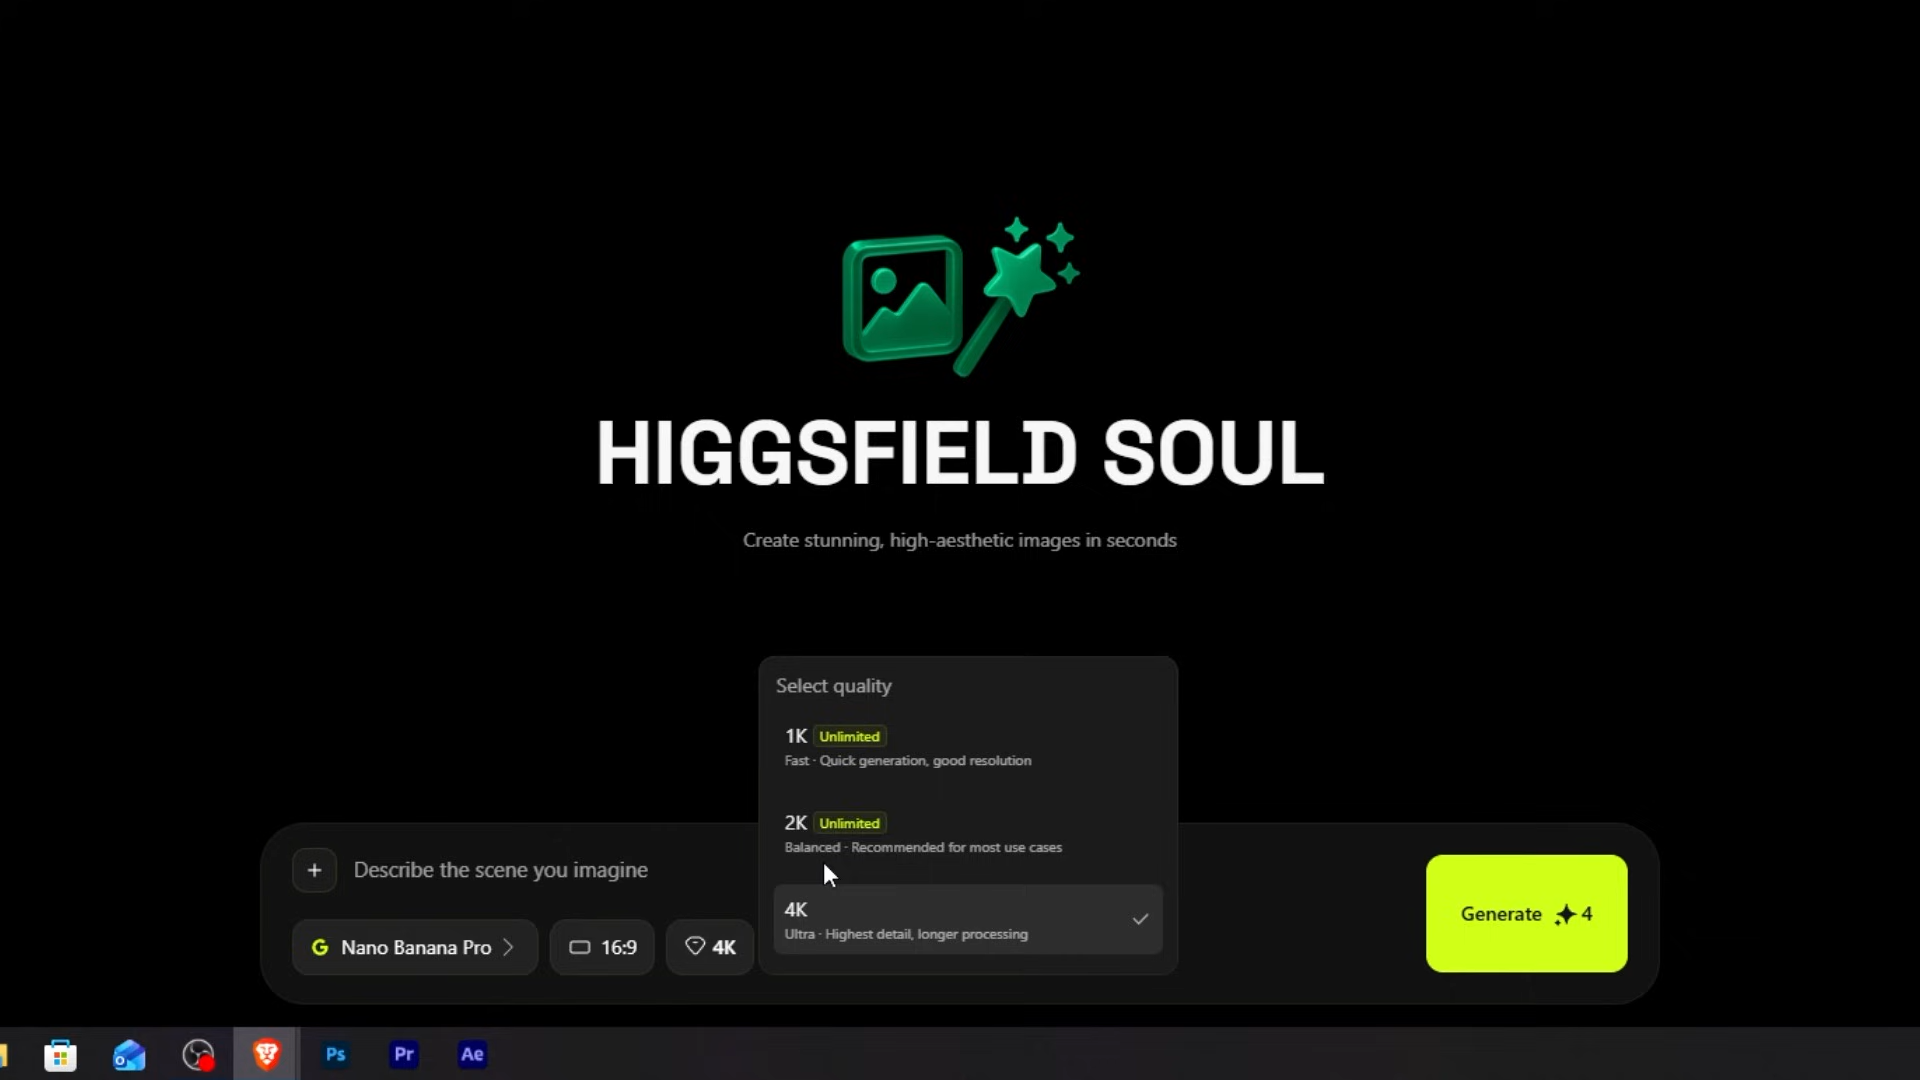 HIGGSFIELD SOUL
Create stunning, high-aesthetic images in seconds
Select quality
1K Unlimited
Fast · Quick generation, good resolution
2K Unlimited
Balanced · Recommended for most use cases
4K
Ultra · Highest detail, longer processing
+ Describe the scene you imagine
G Nano Banana Pro > 16:9 4K
Generate 4
Ps Pr Ae